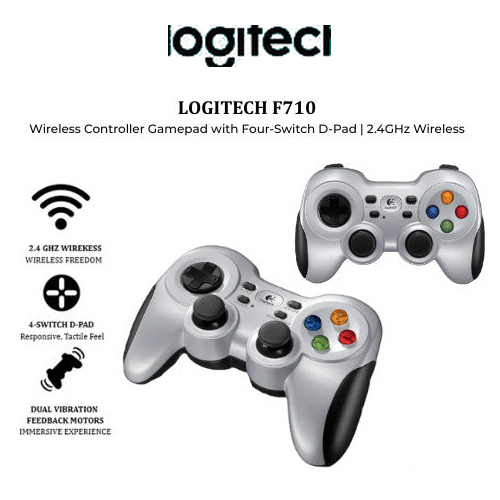 logitech
LOGITECH F710
Wireless Controller Gamepad with Four-Switch D-Pad | 2.4GHz Wireless
2.4 GHZ WIREKESS
WIRELESS FREEDOM
4-SWITCH D-PAD
Responsive, Tactile Feel
DUAL VIBRATION
FEEDBACK MOTORS
IMMERSIVE EXPERIENCE